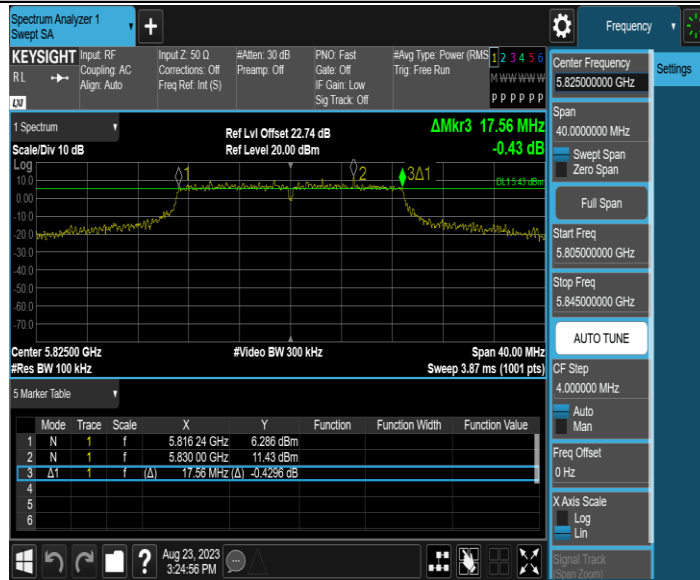 Spectrum Analyzer 1
Swept SA
+
Frequency
KEYSIGHT
RL
LXI
Input: RF
Coupling: AC
Align: Auto
Input Z: 50 Ω
Corrections: Off
Freq Ref: Int (S)
#Atten: 30 dB
Preamp: Off
PNO: Fast
Gate: Off
IF Gain: Low
Sig Track: Off
#Avg Type: Power (RMS
Trig: Free Run
1 2 3 4 5 6
M W W W W W
P P P P P P
1 Spectrum
Scale/Div 10 dB
Ref Lvl Offset 22.74 dB
Ref Level 20.00 dBm
ΔMkr3 17.56 MHz
-0.43 dB
Log
10.0
0.00
-10.0
-20.0
-30.0
-40.0
-50.0
-60.0
-70.0
1
2
3Δ1
DL1 5.43 dBm
Center 5.82500 GHz
#Res BW 100 kHz
#Video BW 300 kHz
Span 40.00 MHz
Sweep 3.87 ms (1001 pts)
5 Marker Table
Mode Trace Scale X Y Function Function Width Function Value
1 N 1 f 5.816 24 GHz 6.286 dBm
2 N 1 f 5.830 00 GHz 11.43 dBm
3 Δ1 1 f (Δ) 17.56 MHz (Δ) -0.4296 dB
4
5
6
Aug 23, 2023
3:24:56 PM
Center Frequency
5.825000000 GHz
Settings
Span
40.0000000 MHz
Swept Span
Zero Span
Full Span
Start Freq
5.805000000 GHz
Stop Freq
5.845000000 GHz
AUTO TUNE
CF Step
4.000000 MHz
Auto
Man
Freq Offset
0 Hz
X Axis Scale
Log
Lin
Signal Track
(Span Zoom)